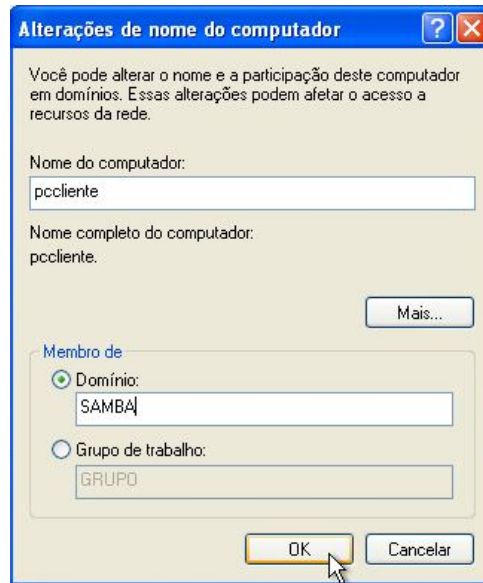 Alterações de nome do computador
Você pode alterar o nome e a participação deste computador
em domínios. Essas alterações podem afetar o acesso a
recursos da rede.
Nome do computador:
pccliente
Nome completo do computador:
pccliente.
Mais...
Membro de
Domínio:
SAMBA
Grupo de trabalho:
GRUPO
OK
Cancelar